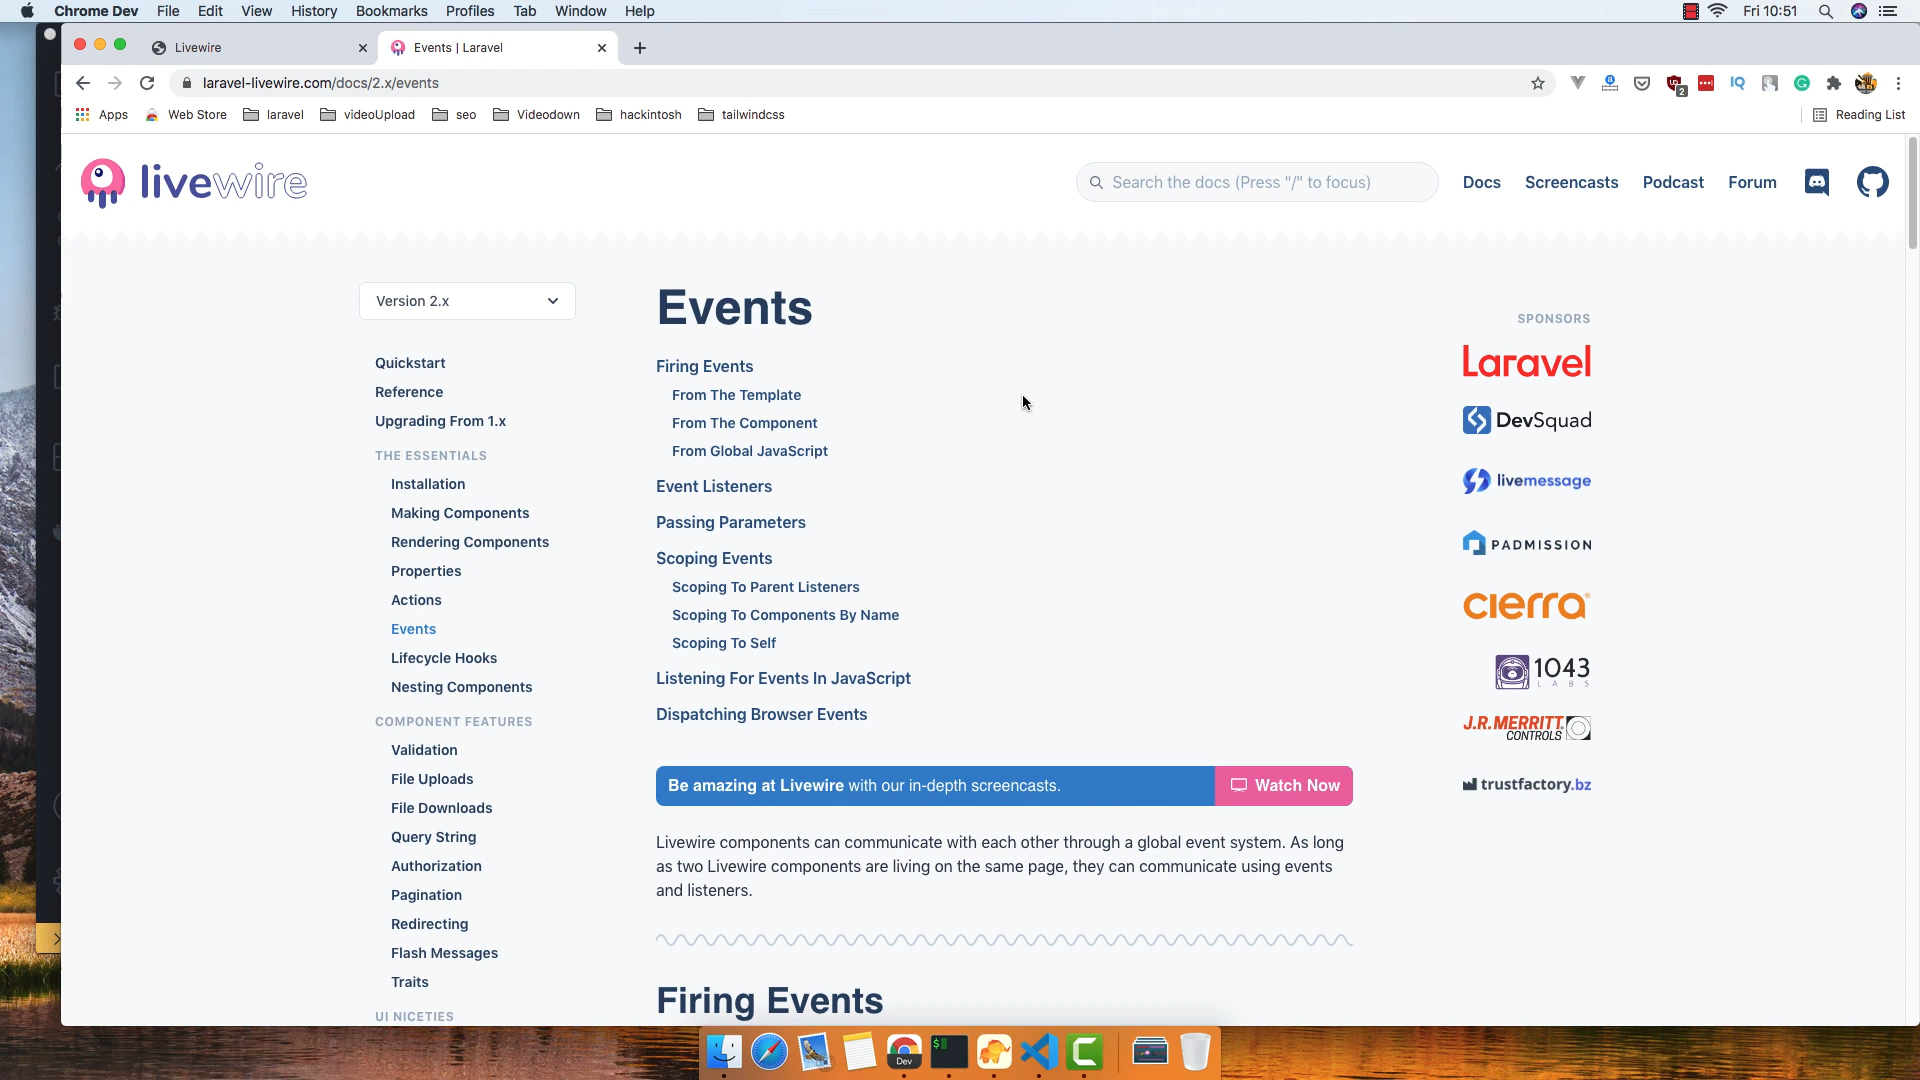 Chrome Dev File Edit View History Bookmarks Profiles Tab Window Help Fri 10:51
Livewire Events | Laravel
laravel-livewire.com/docs/2.x/events 2
Apps Web Store laravel videoUpload seo Videodown hackintosh tailwindcss Reading List
livewire Search the docs (Press "/" to focus) Docs Screencasts Podcast Forum
Version 2.x
Quickstart
Reference
Upgrading From 1.x
THE ESSENTIALS
Installation
Making Components
Rendering Components
Properties
Actions
Events
Lifecycle Hooks
Nesting Components
COMPONENT FEATURES
Validation
File Uploads
File Downloads
Query String
Authorization
Pagination
Redirecting
Flash Messages
Traits
UI NICETIES
Events
Firing Events
From The Template
From The Component
From Global JavaScript
Event Listeners
Passing Parameters
Scoping Events
Scoping To Parent Listeners
Scoping To Components By Name
Scoping To Self
Listening For Events In JavaScript
Dispatching Browser Events
Be amazing at Livewire with our in-depth screencasts. Watch Now
Livewire components can communicate with each other through a global event system. As long
as two Livewire components are living on the same page, they can communicate using events
and listeners.
Firing Events
SPONSORS
Laravel
DevSquad
livemessage
PADMISSION
cierra
1043
LABS
J.R.MERRITT
CONTROLS
trustfactory.bz
Dev